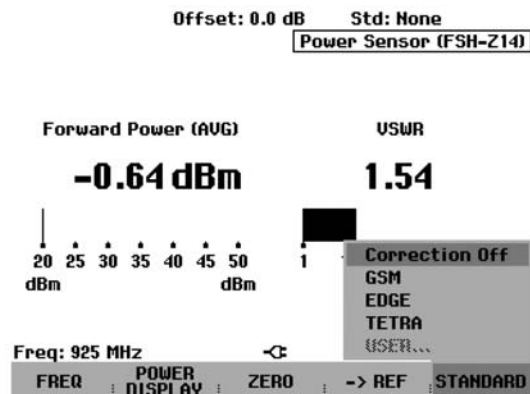 Offset: 0.0 dB Std: None
Power Sensor (FSH-Z14)
Forward Power (AVG) VSWR
-0.64 dBm 1.54
20 25 30 35 40 45 50 1
dBm dBm
Correction Off
GSM
EDGE
TETRA
USER...
Freq: 925 MHz
FREQ POWER DISPLAY ZERO -> REF STANDARD